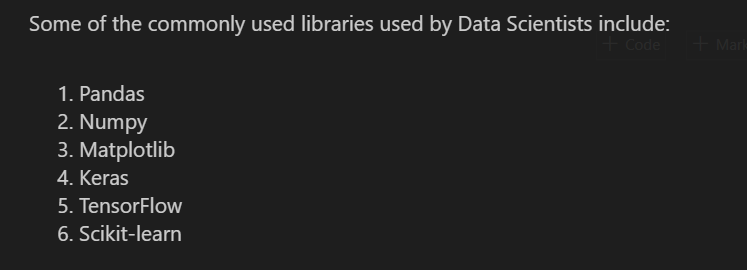 Some of the commonly used libraries used by Data Scientists include:
+ Code + Mar
1. Pandas
2. Numpy
3. Matplotlib
4. Keras
5. TensorFlow
6. Scikit-learn